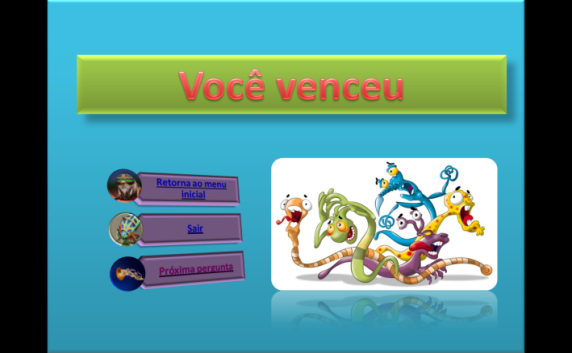 Você venceu
Retorna ao menu
inicial
Sair
Próxima pergunta